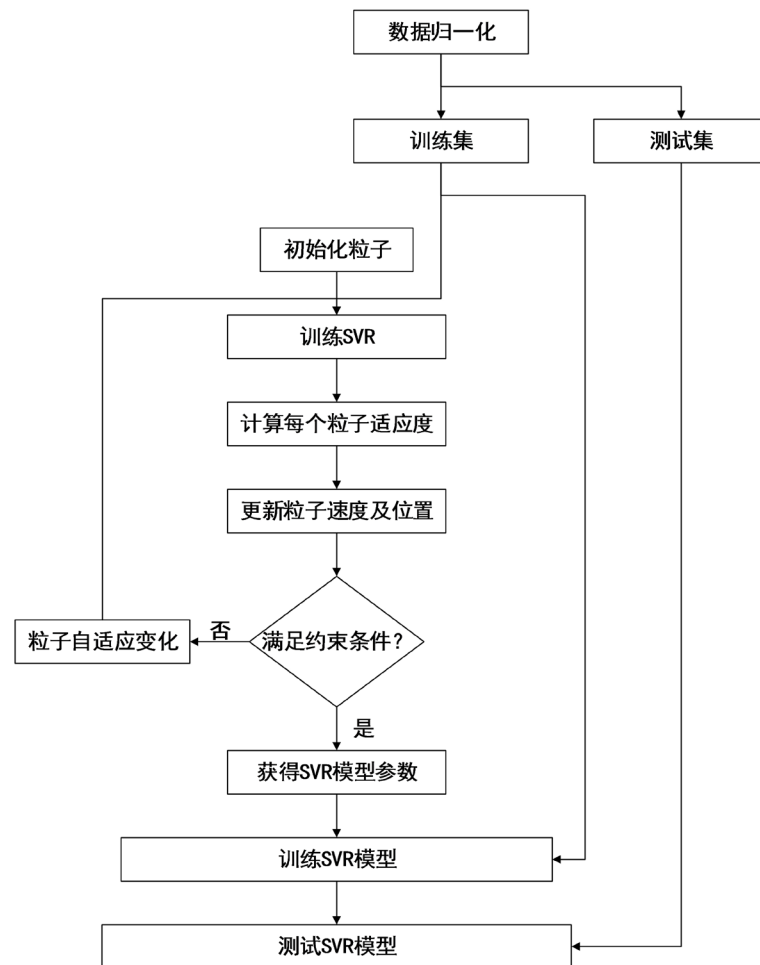 数据归一化
训练集
测试集
初始化粒子
训练SVR
计算每个粒子适应度
更新粒子速度及位置
粒子自适应变化
否
满足约束条件？
是
获得SVR模型参数
训练SVR模型
测试SVR模型